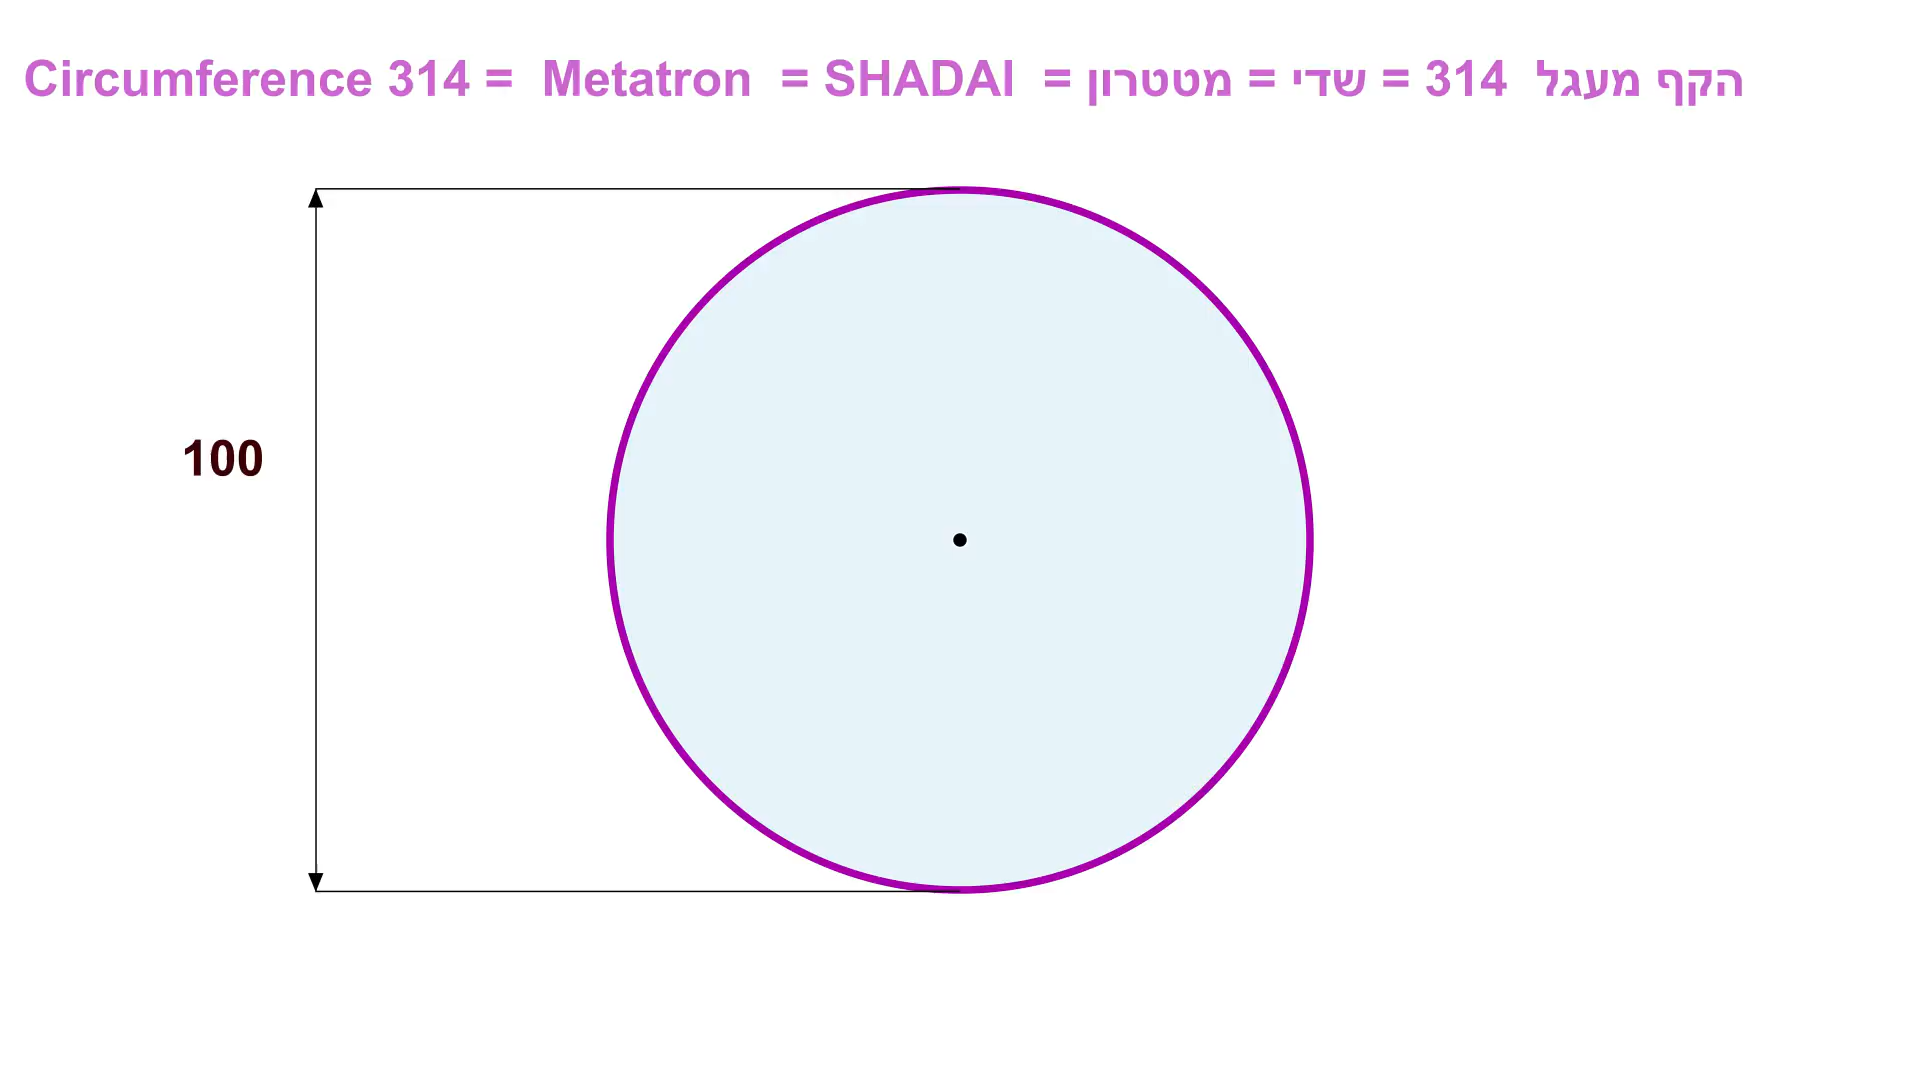 Circumference 314 = Metatron = SHADAI = הקף מעגל 314 = שדי = מטטרון
100